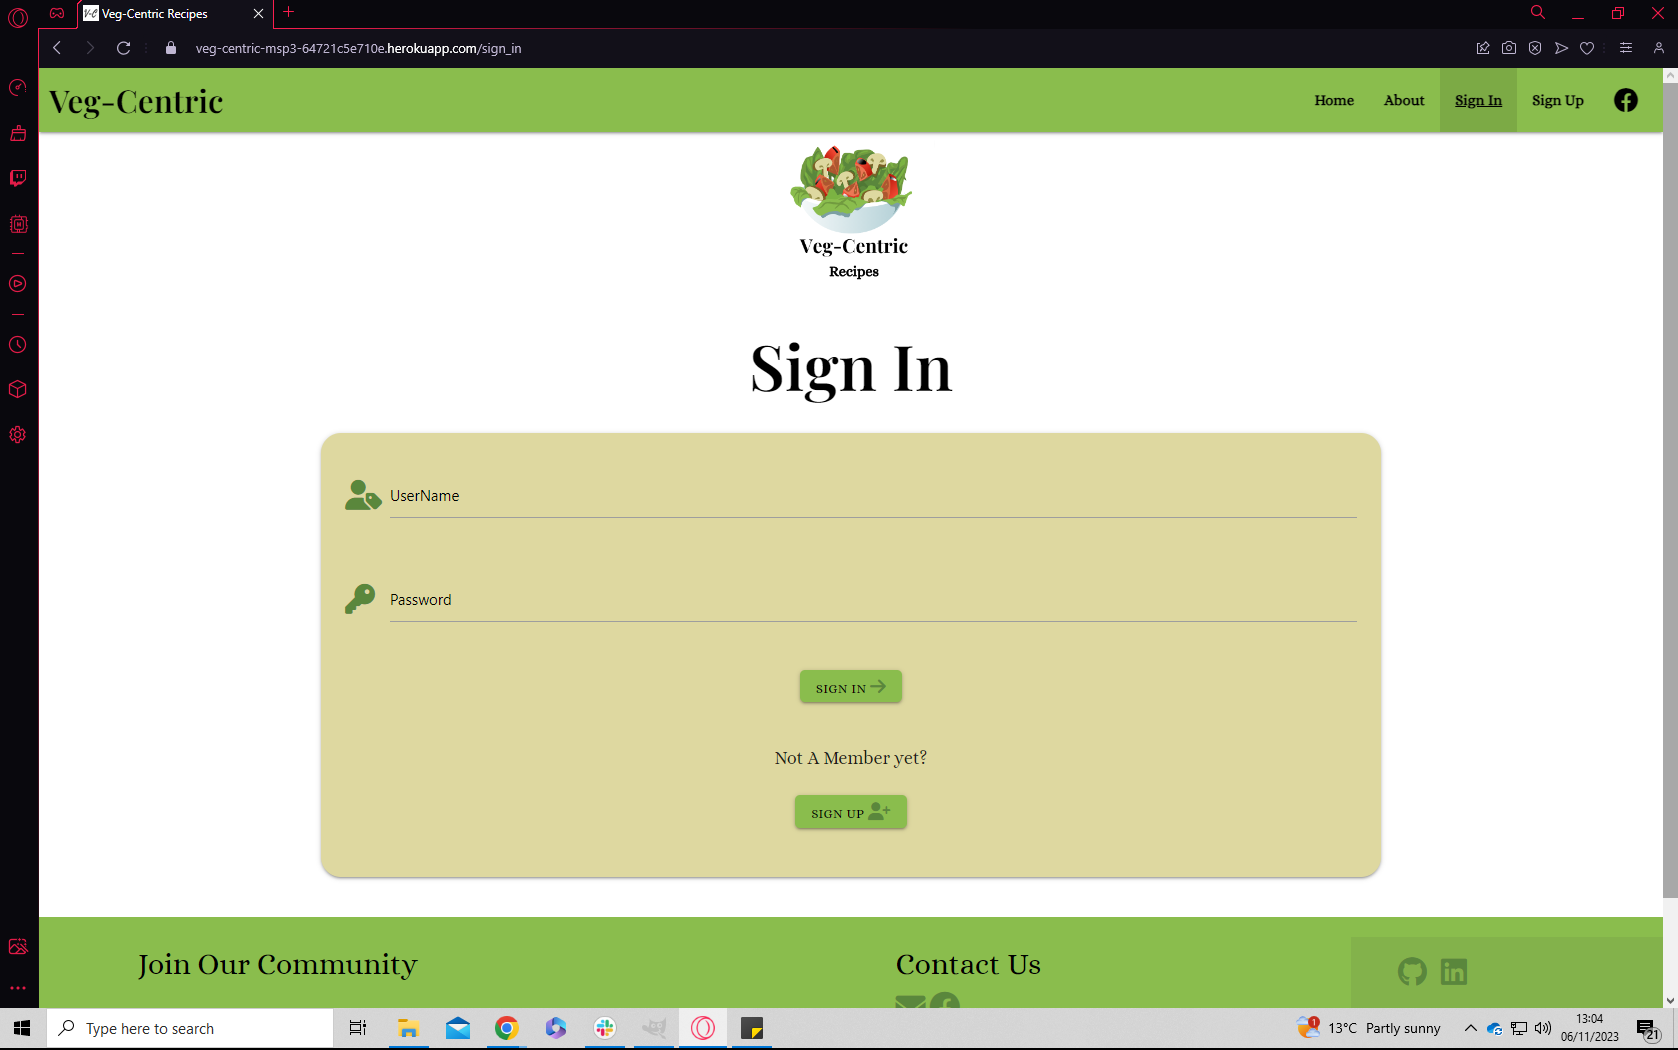 Veg-Centric Recipes
veg-centric-msp3-64721c5e710e.herokuapp.com/sign_in
Veg-Centric
Home About Sign In Sign Up
Veg-Centric
Recipes
Sign In
UserName
Password
SIGN IN
Not A Member yet?
SIGN UP
Join Our Community
Contact Us
Type here to search
1
13°C Partly sunny
13:04
06/11/2023
21